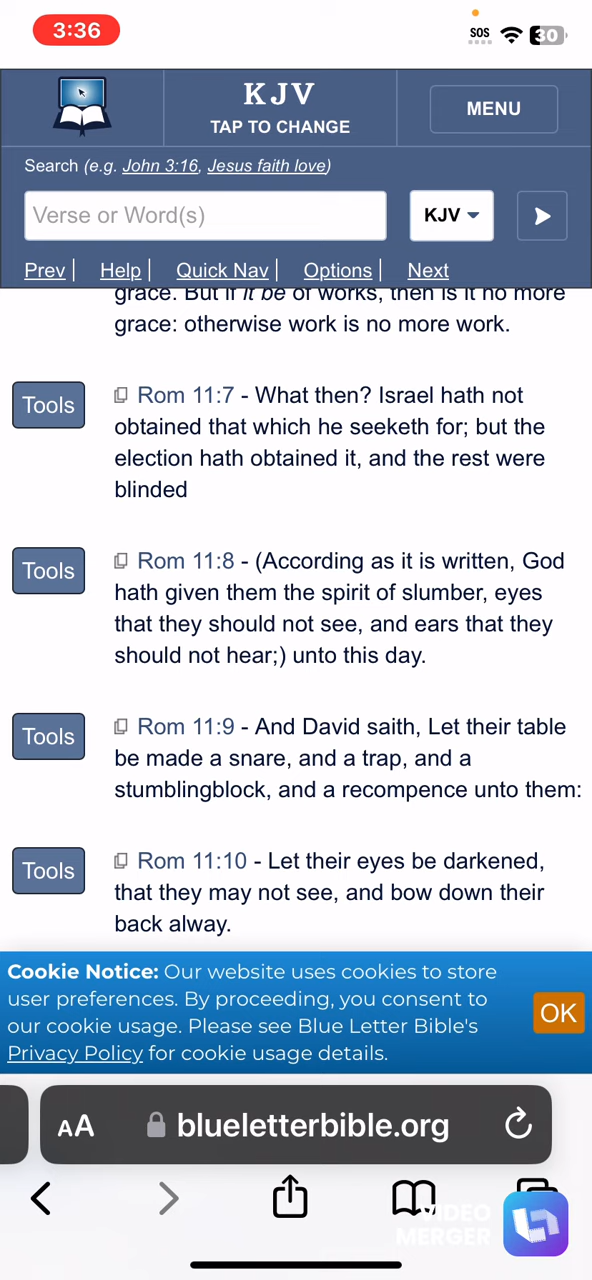 3:36
SOS
30
KJV
TAP TO CHANGE
MENU
Search (e.g. John 3:16, Jesus faith love)
Verse or Word(s)
KJV
Prev
Help
Quick Nav
Options
Next
grace. But if it be of works, then is it no more
grace: otherwise work is no more work.
Tools
Rom 11:7 - What then? Israel hath not
obtained that which he seeketh for; but the
election hath obtained it, and the rest were
blinded
Tools
Rom 11:8 - (According as it is written, God
hath given them the spirit of slumber, eyes
that they should not see, and ears that they
should not hear;) unto this day.
Tools
Rom 11:9 - And David saith, Let their table
be made a snare, and a trap, and a
stumblingblock, and a recompence unto them:
Tools
Rom 11:10 - Let their eyes be darkened,
that they may not see, and bow down their
back alway.
Cookie Notice: Our website uses cookies to store
user preferences. By proceeding, you consent to
our cookie usage. Please see Blue Letter Bible's
Privacy Policy for cookie usage details.
OK
AA
blueletterbible.org
VIDEO
MERGER